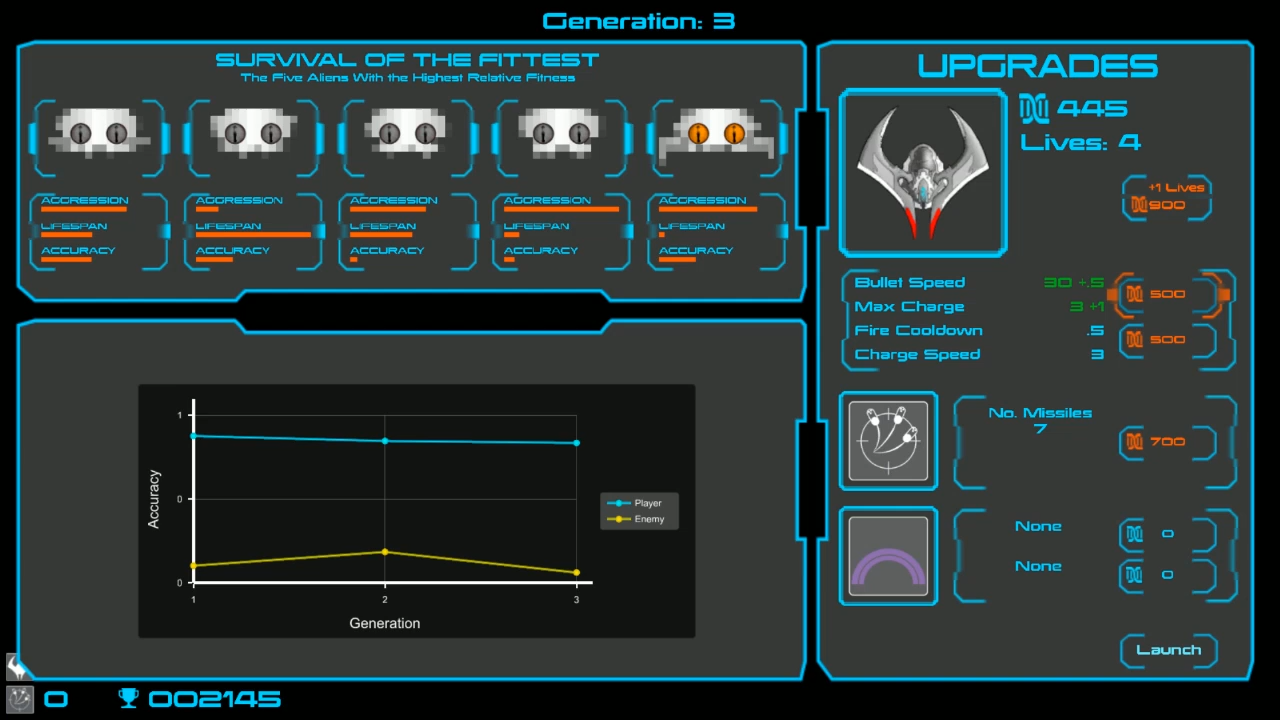 Generation: 3
SURVIVAL OF THE FITTEST
The Five Aliens With the Highest Relative Fitness
AGGRESSION
LIFESPAN
ACCURACY
AGGRESSION
LIFESPAN
ACCURACY
AGGRESSION
LIFESPAN
ACCURACY
AGGRESSION
LIFESPAN
ACCURACY
AGGRESSION
LIFESPAN
ACCURACY
1
0
0
Accuracy
1 2 3
Generation
Player
Enemy
UPGRADES
445
Lives: 4
+1 Lives
900
Bullet Speed 30 +.5
500
Max Charge 3 +1
Fire Cooldown .5
500
Charge Speed 3
No. Missiles
7
700
None 0
None 0
Launch
0 002145